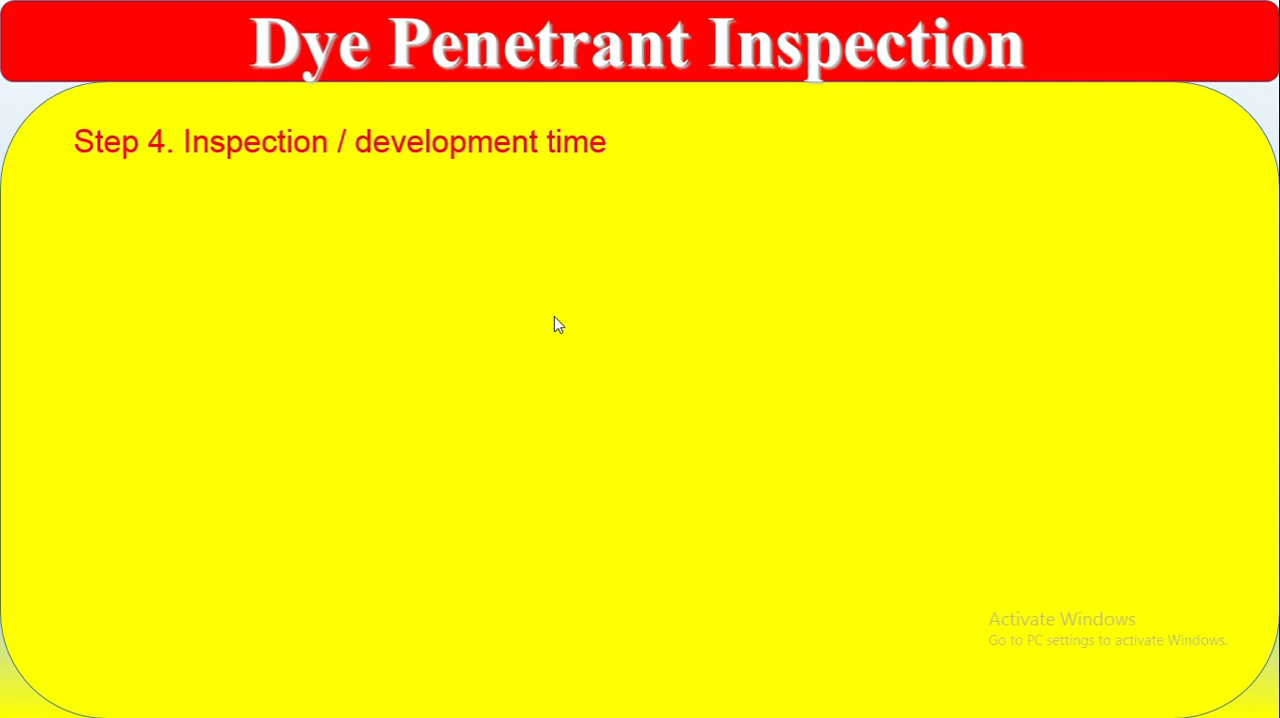 Dye Penetrant Inspection
Step 4. Inspection / development time
Activate Windows
Go to PC settings to activate Windows.